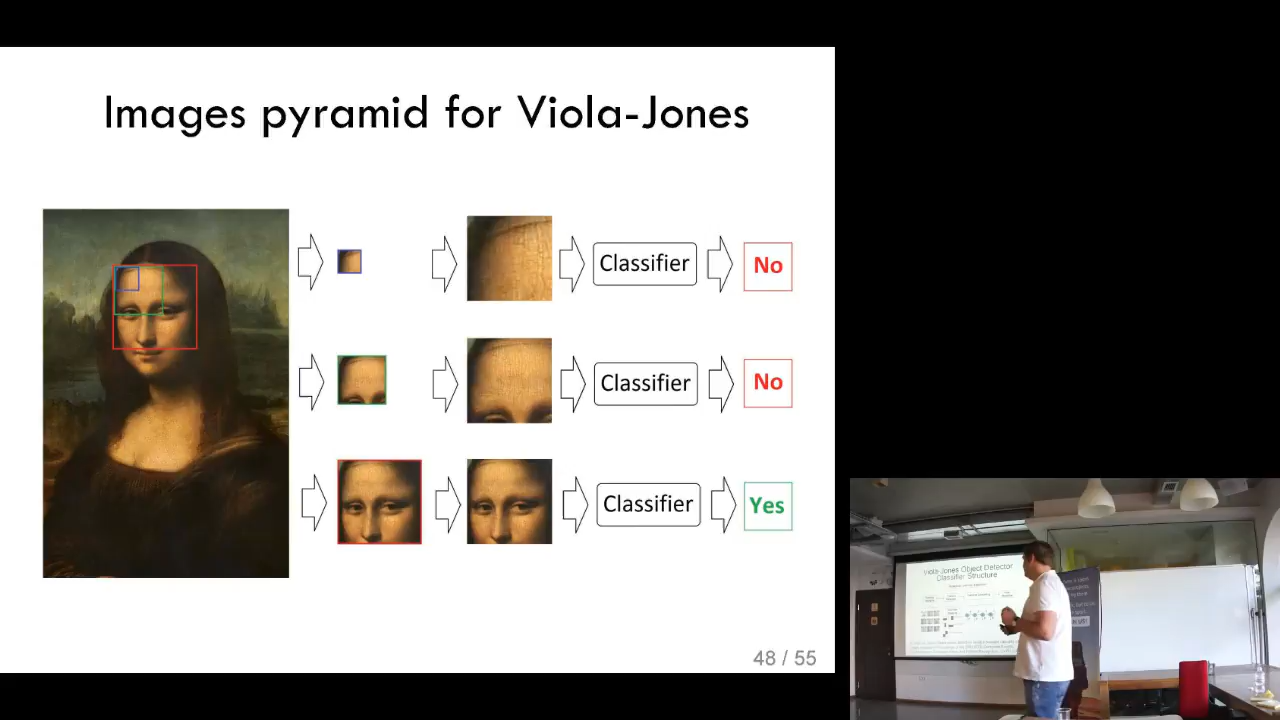 Images pyramid for Viola-Jones
Classifier
No
Classifier
No
Classifier
Yes
48 / 55
Viola-Jones Object Detector
Classifier Structure